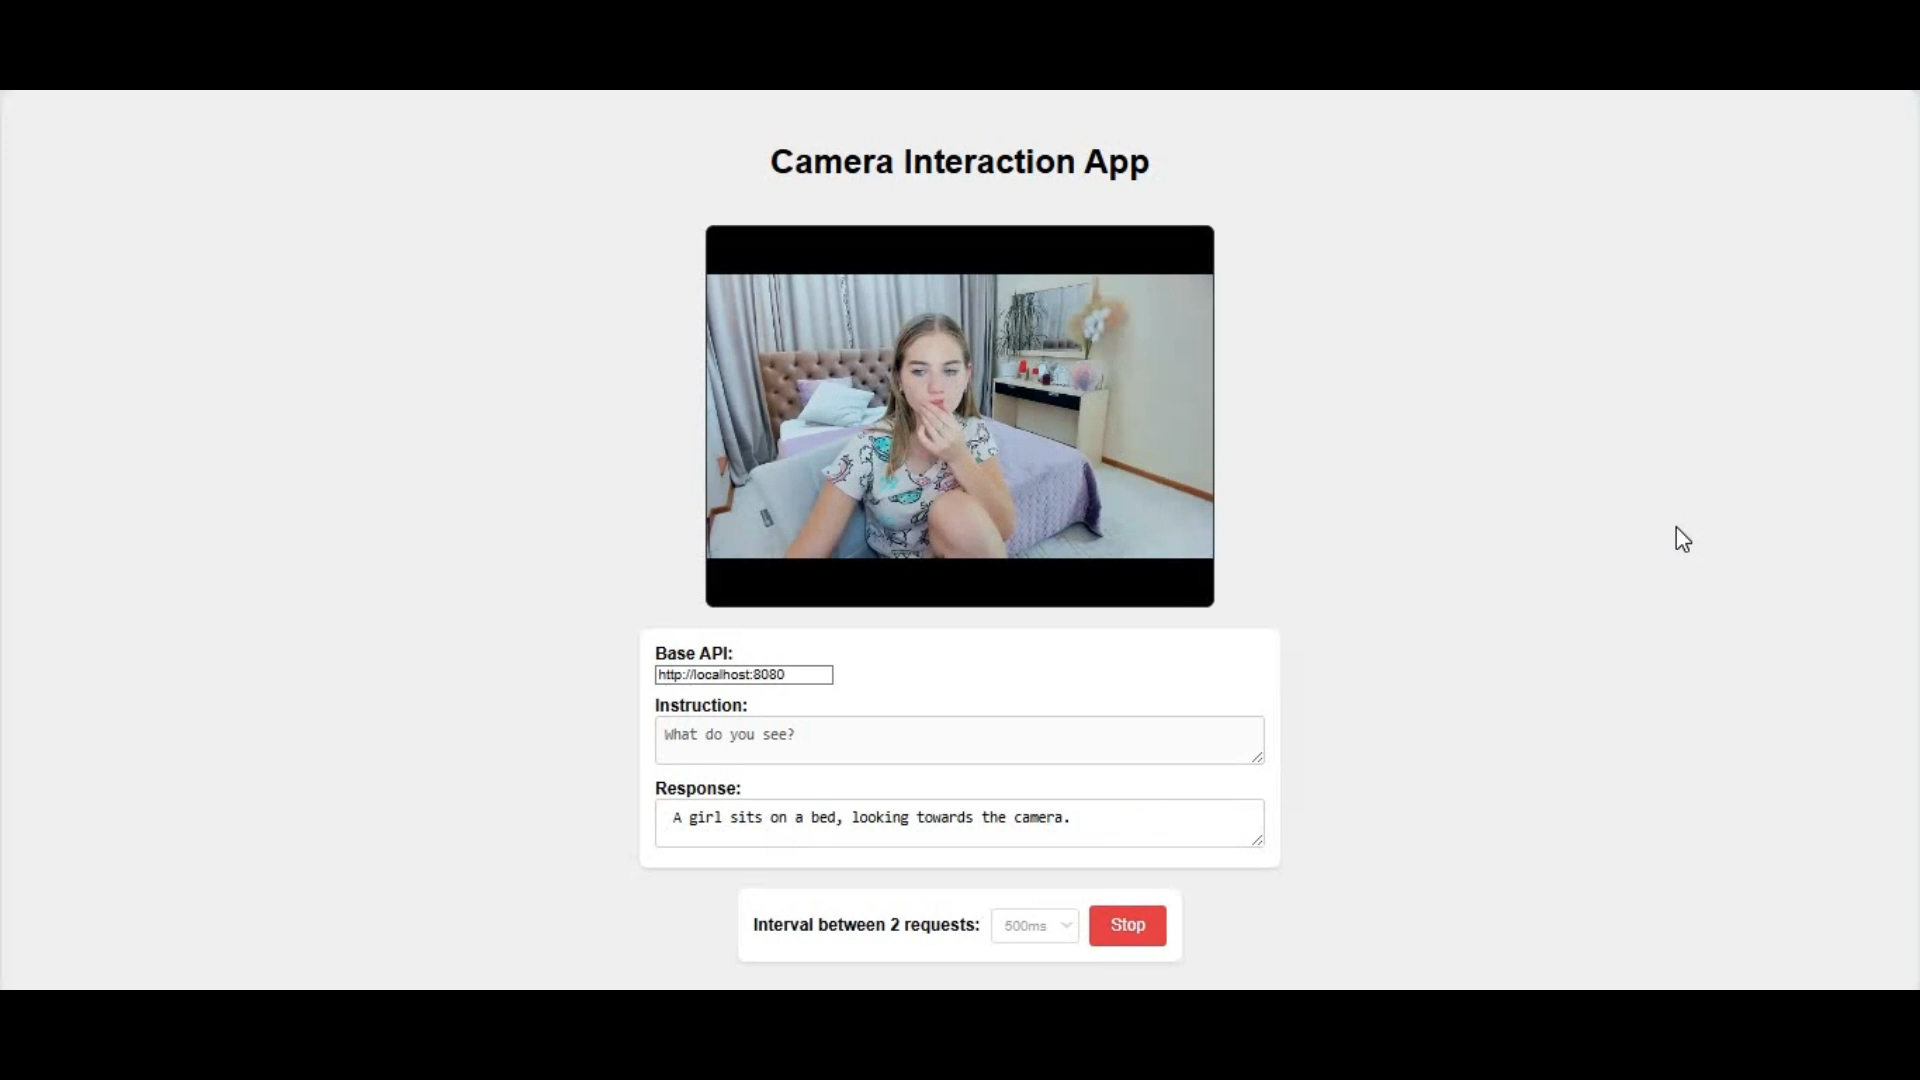 Camera Interaction App
Base API:
http://localhost:8080
Instruction:
What do you see?
Response:
A girl sits on a bed, looking towards the camera.
Interval between 2 requests: 500ms Stop